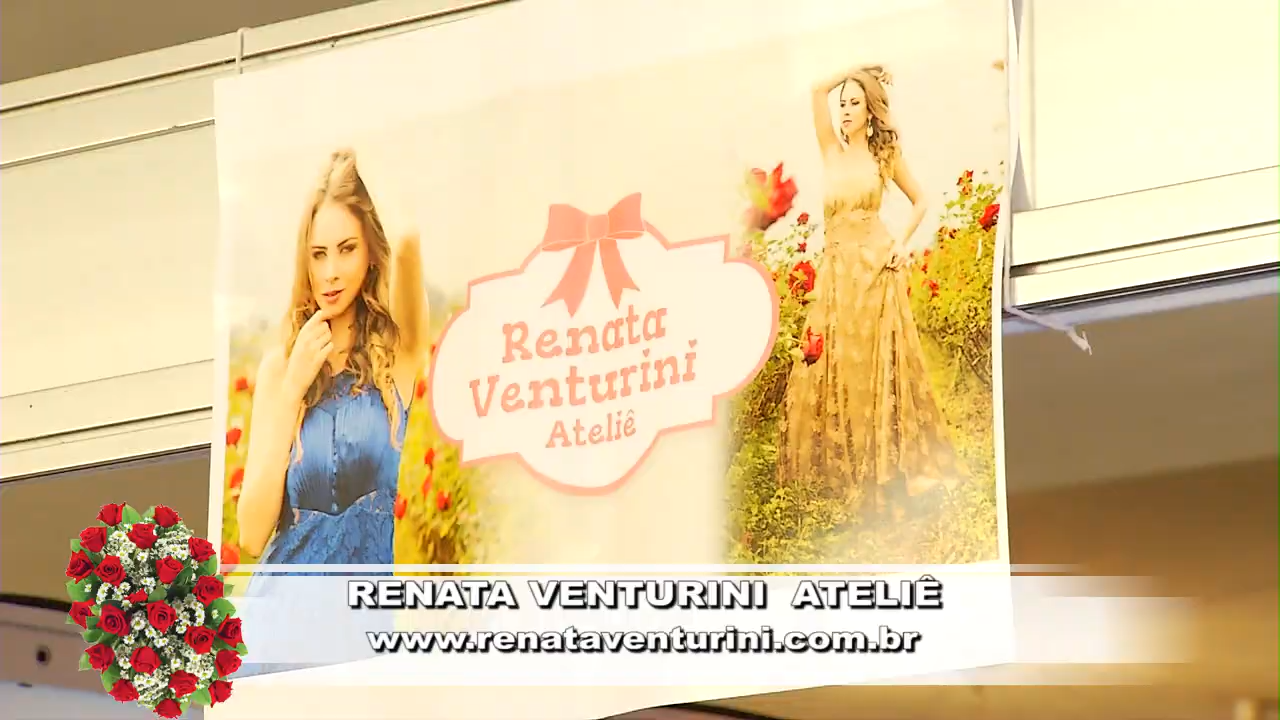 Renata
Venturini
Ateliê
RENATA VENTURINI ATELIÊ
www.renataventurini.com.br